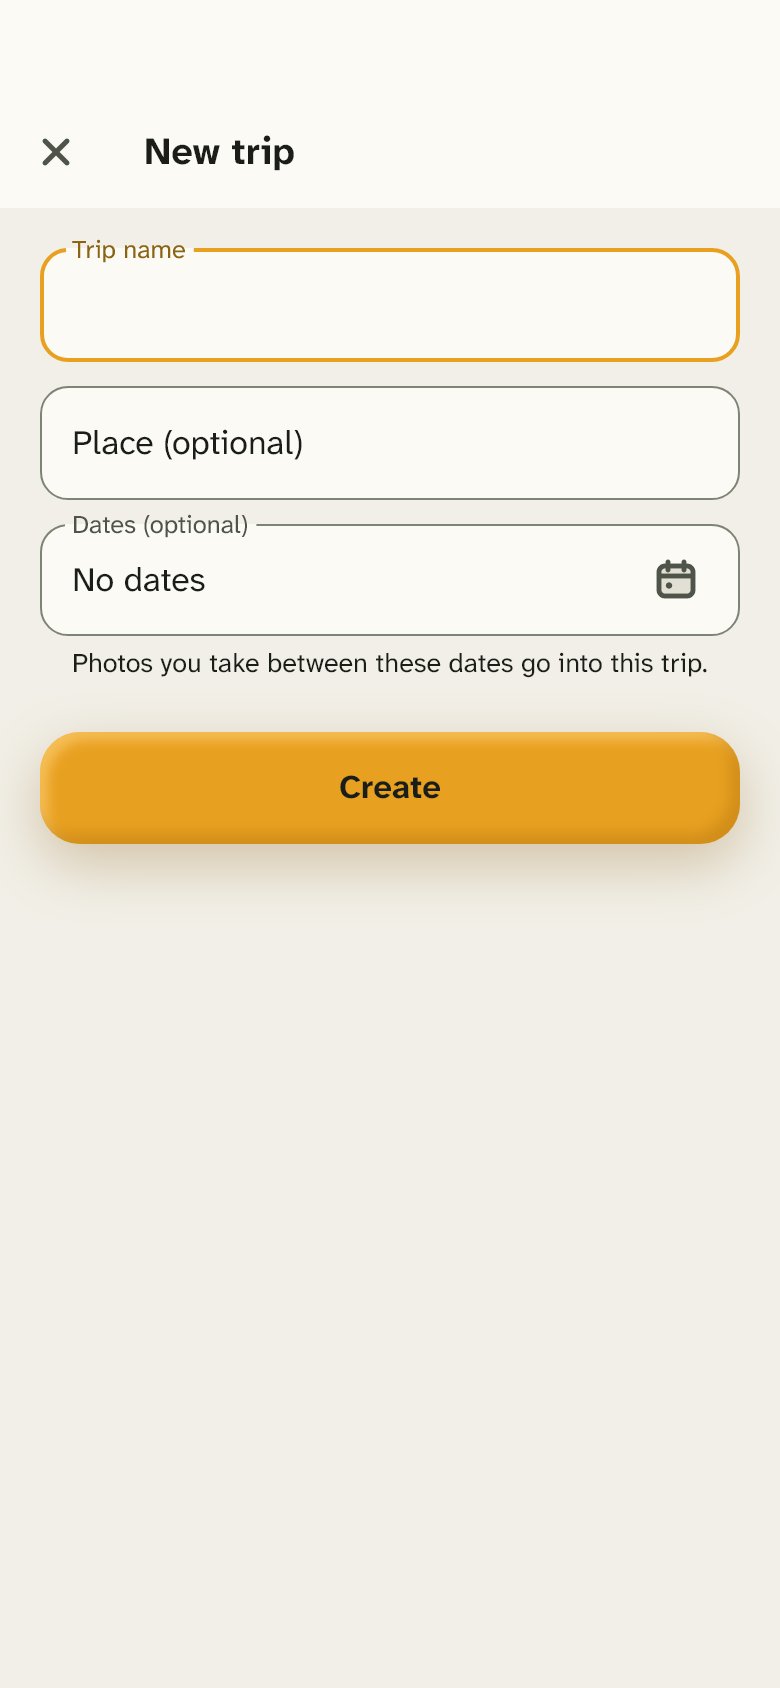 New trip
Trip name
Place (optional)
Dates (optional)
No dates
Photos you take between these dates go into this trip.
Create